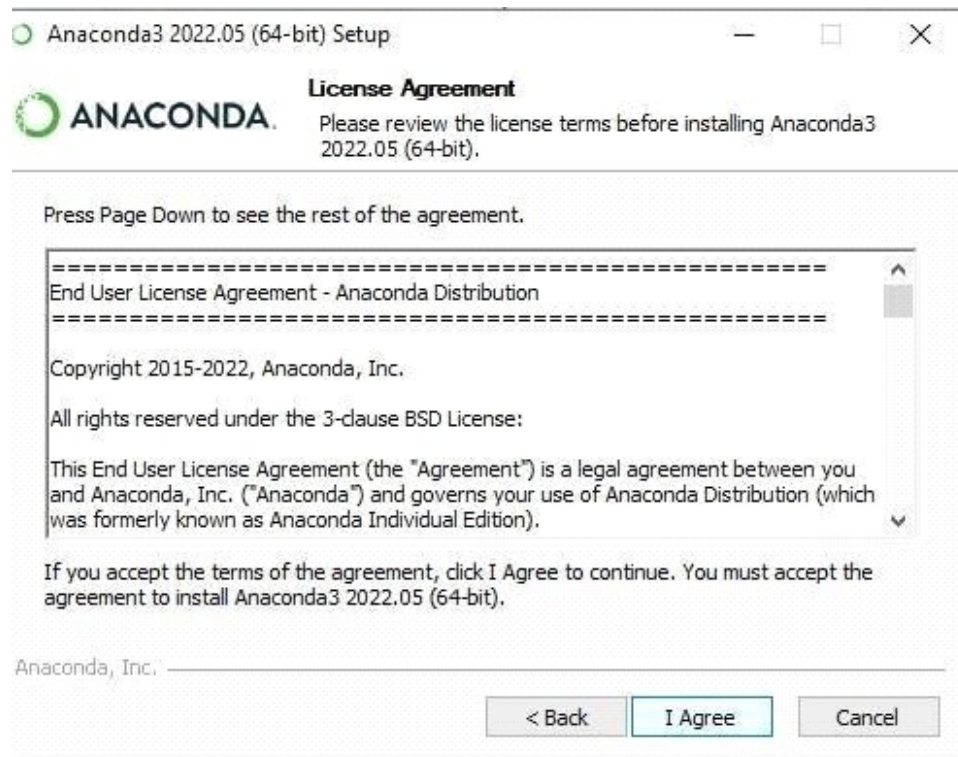 Anaconda3 2022.05 (64-bit) Setup
ANACONDA.
License Agreement
Please review the license terms before installing Anaconda3
2022.05 (64-bit).
Press Page Down to see the rest of the agreement.
==================================================
End User License Agreement - Anaconda Distribution
==================================================
Copyright 2015-2022, Anaconda, Inc.
All rights reserved under the 3-clause BSD License:
This End User License Agreement (the "Agreement") is a legal agreement between you
and Anaconda, Inc. ("Anaconda") and governs your use of Anaconda Distribution (which
was formerly known as Anaconda Individual Edition).
If you accept the terms of the agreement, click I Agree to continue. You must accept the
agreement to install Anaconda3 2022.05 (64-bit).
Anaconda, Inc.
< Back
I Agree
Cancel